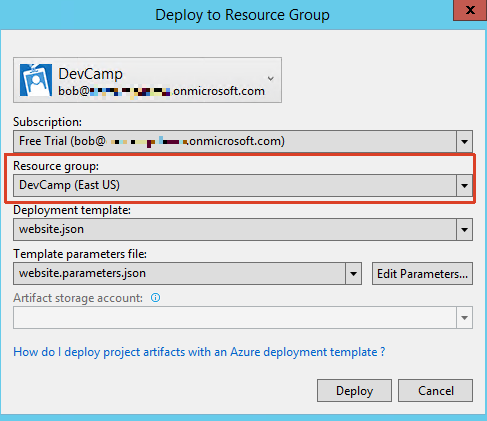 Deploy to Resource Group
x
DevCamp
bob@ .onmicrosoft.com
Subscription:
Free Trial (bob@ .onmicrosoft.com)
Resource group:
DevCamp (East US)
Deployment template:
website.json
Template parameters file:
website.parameters.json Edit Parameters...
Artifact storage account:
How do I deploy project artifacts with an Azure deployment template ?
Deploy Cancel